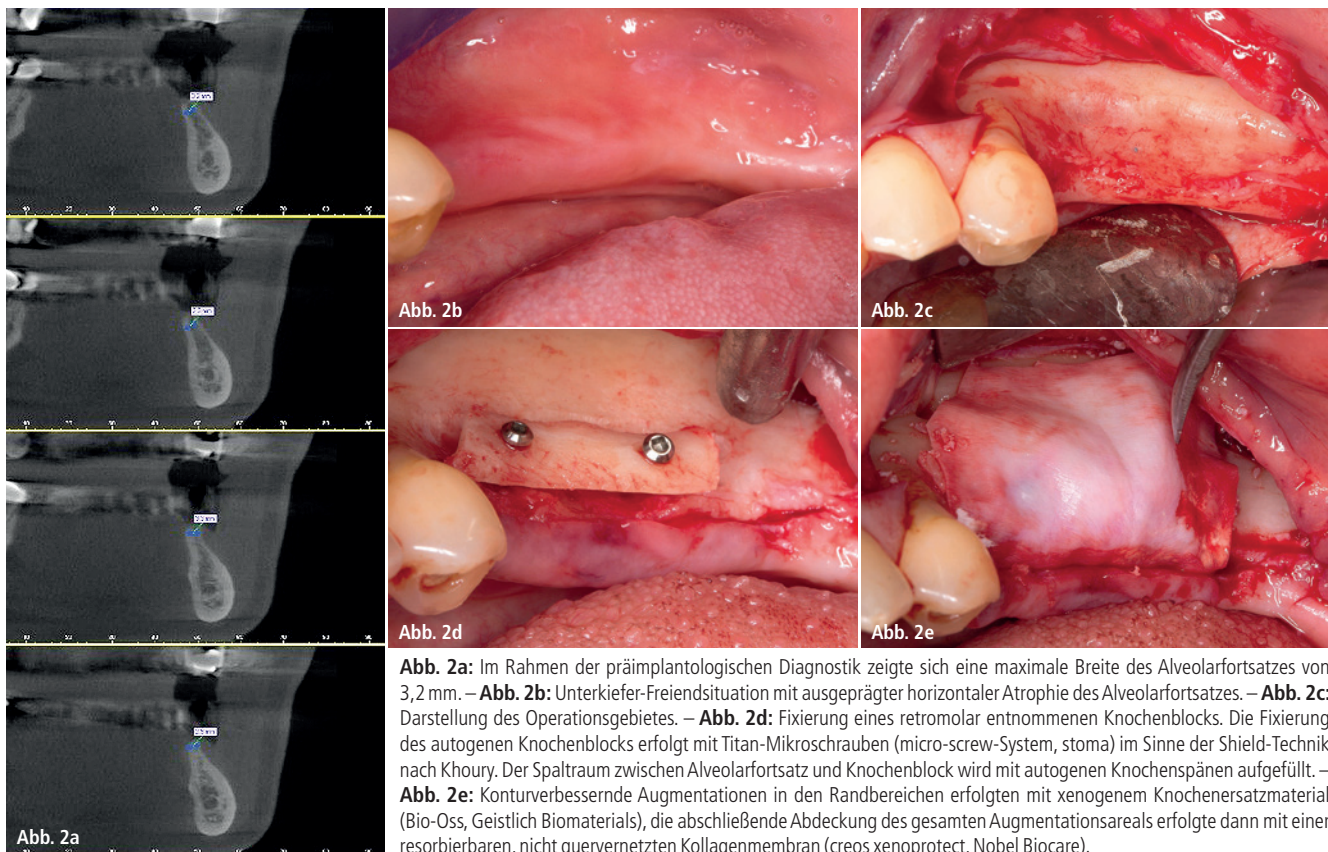 Abb. 2a
Abb. 2b
Abb. 2c
Abb. 2d
Abb. 2e
Abb. 2a: Im Rahmen der präimplantologischen Diagnostik zeigte sich eine maximale Breite des Alveolarfortsatzes von
3,2 mm. – Abb. 2b: Unterkiefer-Freiendsituation mit ausgeprägter horizontaler Atrophie des Alveolarfortsatzes. – Abb. 2c:
Darstellung des Operationsgebietes. – Abb. 2d: Fixierung eines retromolar entnommenen Knochenblocks. Die Fixierung
des autogenen Knochenblocks erfolgt mit Titan-Mikroschrauben (micro-screw-System, stoma) im Sinne der Shield-Technik
nach Khoury. Der Spaltraum zwischen Alveolarfortsatz und Knochenblock wird mit autogenen Knochenspänen aufgefüllt. –
Abb. 2e: Konturverbessernde Augmentationen in den Randbereichen erfolgten mit xenogenem Knochenersatzmaterial
(Bio-Oss, Geistlich Biomaterials), die abschließende Abdeckung des gesamten Augmentationsareals erfolgte dann mit einer
resorbierbaren, nicht quervernetzten Kollagenmembran (creos xenoprotect, Nobel Biocare).